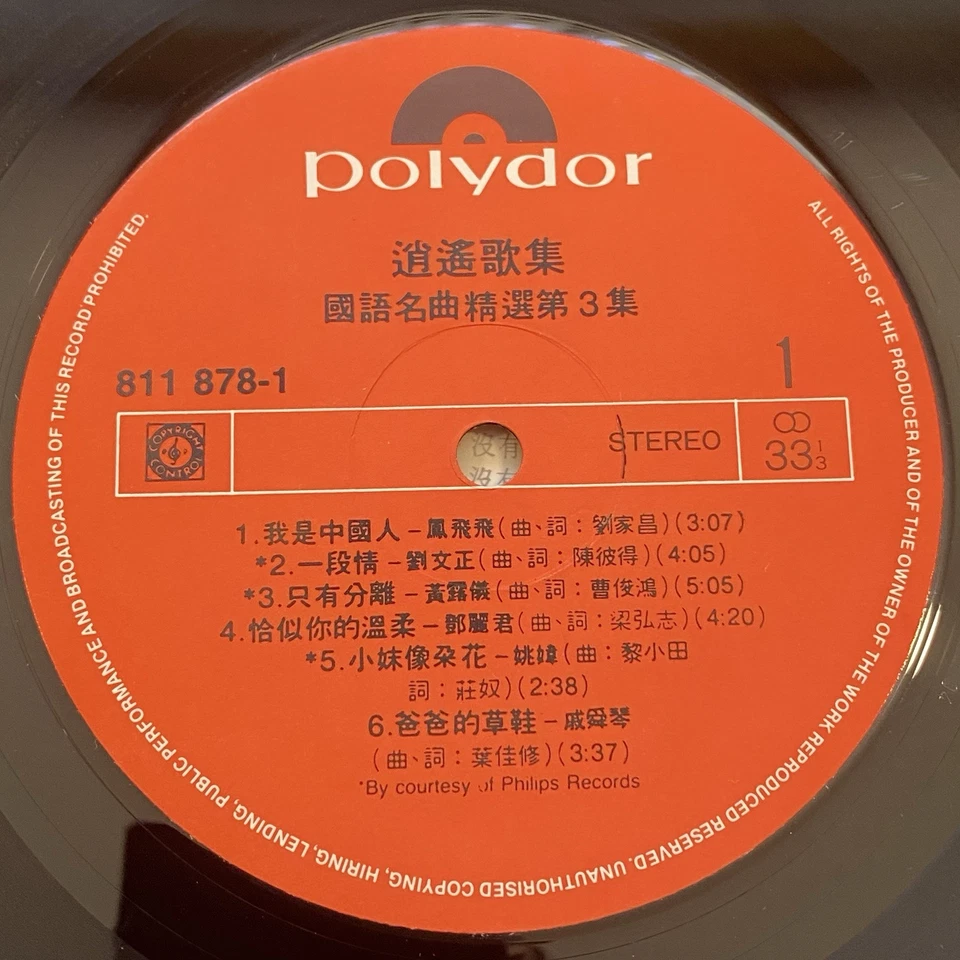 polydor
逍遙歌集
國語名曲精選第3集
811 878-1
1
COPYRIGHT CONTROL
STEREO
33 1/3
沒有
沒有
1.我是中國人－鳳飛飛(曲、詞：劉家昌)(3:07)
*2.一段情－劉文正(曲、詞：陳彼得)(4:05)
*3.只有分離－黃露儀(曲、詞：曹俊鴻)(5:05)
4.恰似你的溫柔－鄧麗君(曲、詞：梁弘志)(4:20)
*5.小妹像朵花－姚煒(曲：黎小田
詞：莊奴)(2:38)
6.爸爸的草鞋－戚舜琴
(曲、詞：葉佳修)(3:37)
*By courtesy of Philips Records
ALL RIGHTS OF THE PRODUCER AND OF THE OWNER OF THE WORK REPRODUCED RESERVED. UNAUTHORISED COPYING, HIRING, LENDING, PUBLIC PERFORMANCE AND BROADCASTING OF THIS RECORD PROHIBITED.